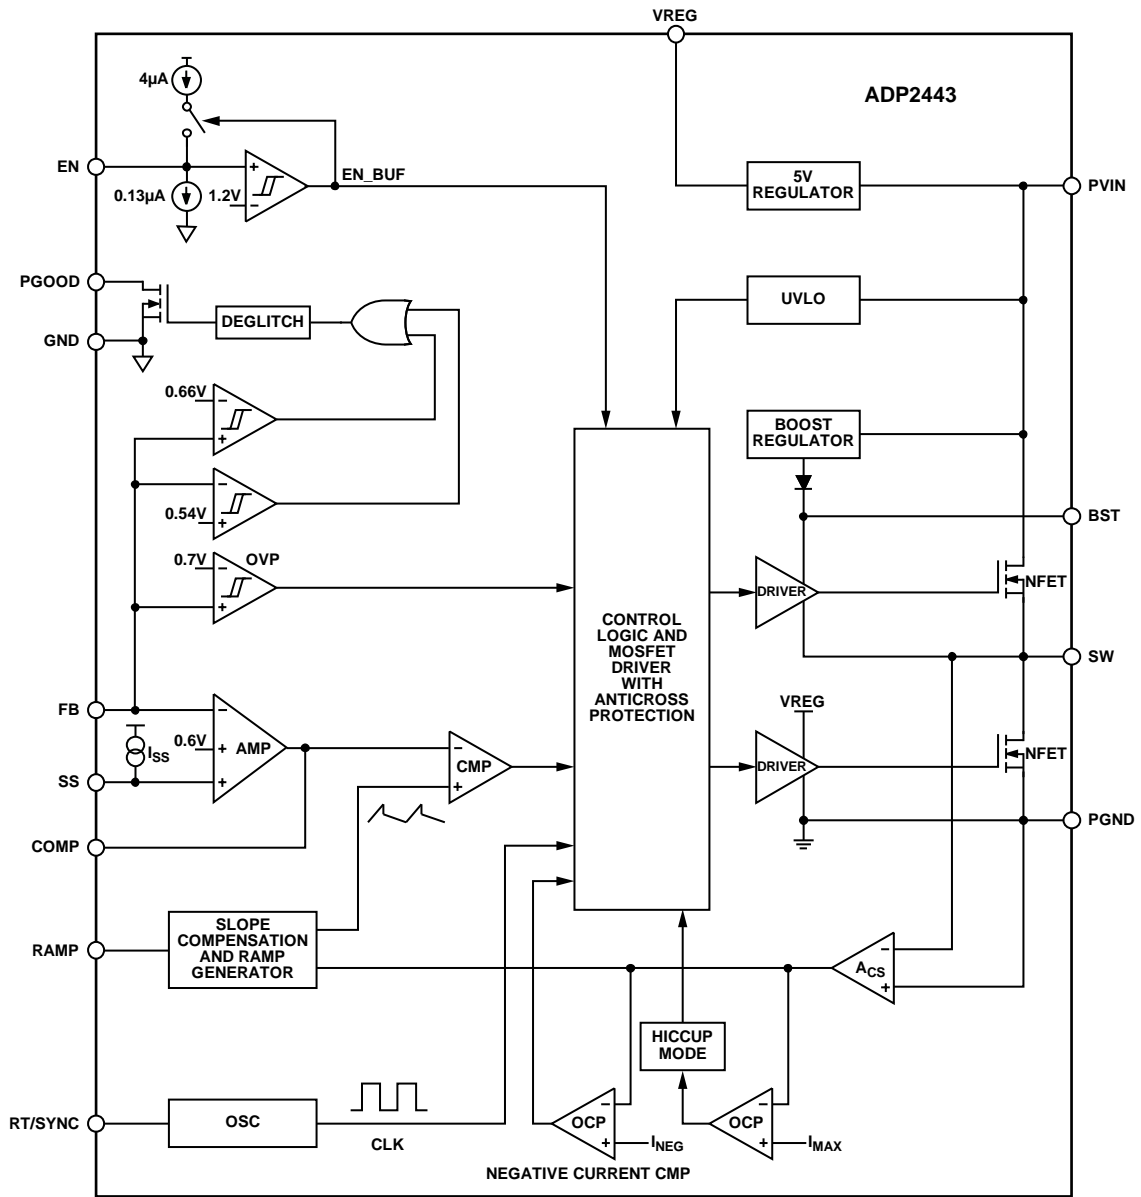 VREG
ADP2443
4µA
EN
0.13µA
1.2V
+
−
EN_BUF
5V
REGULATOR
PVIN
PGOOD
GND
DEGLITCH
UVLO
0.66V
−
+
−
0.54V
+
0.7V
−
+
OVP
BOOST
REGULATOR
BST
DRIVER
NFET
CONTROL
LOGIC AND
MOSFET
DRIVER
WITH
ANTICROSS
PROTECTION
SW
FB
−
ISS
0.6V
+
AMP
SS
+
−
CMP
+
VREG
DRIVER
NFET
COMP
PGND
RAMP
SLOPE
COMPENSATION
AND RAMP
GENERATOR
ACS
−
+
HICCUP
MODE
RT/SYNC
OSC
CLK
OCP
−
+
INEG
OCP
−
+
IMAX
NEGATIVE CURRENT CMP